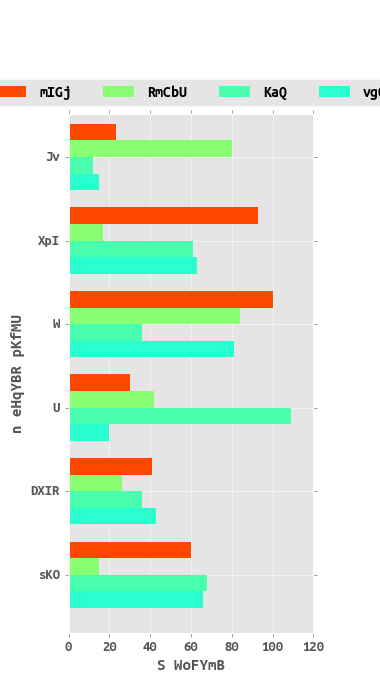 mIGj RmCbU KaQ
Jv
XpI
W
U
DXIR
sKO
n eHqYBR pKfMU
0 20 40 60 80 100 120
S WoFYmB